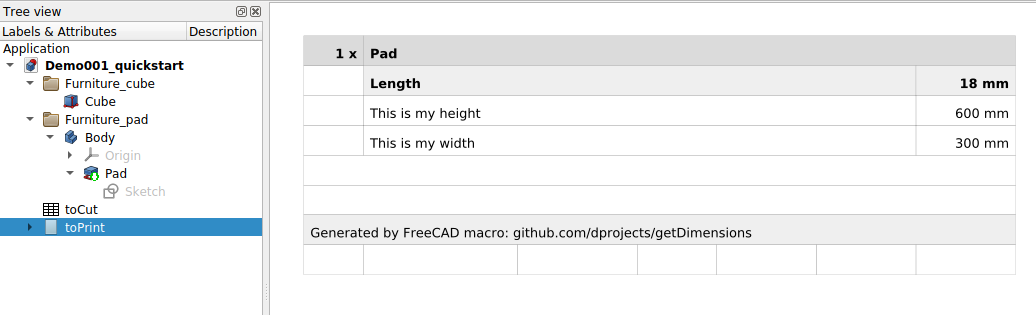 Tree view
Labels & Attributes Description
Application
Demo001_quickstart
Furniture_cube
Cube
Furniture_pad
Body
Origin
Pad
Sketch
toCut
toPrint
1 x Pad
Length 18 mm
This is my height 600 mm
This is my width 300 mm
Generated by FreeCAD macro: github.com/dprojects/getDimensions